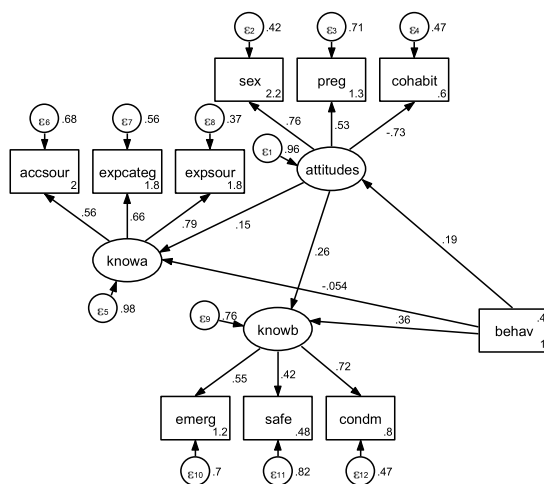 ε2 .42
ε3 .71
ε4 .47
sex 2.2
preg 1.3
cohabit .6
ε6 .68
ε7 .56
ε8 .37
.76
.53
-.73
accsour 2
expcateg 1.8
expsour 1.8
ε1 .96
attitudes
.56
.66
.79
.15
.19
knowa
.26
-.054
ε5 .98
ε9 .76
knowb
.36
behav
.55
.42
.72
emerg 1.2
safe .48
condm .8
ε10 .7
ε11 .82
ε12 .47